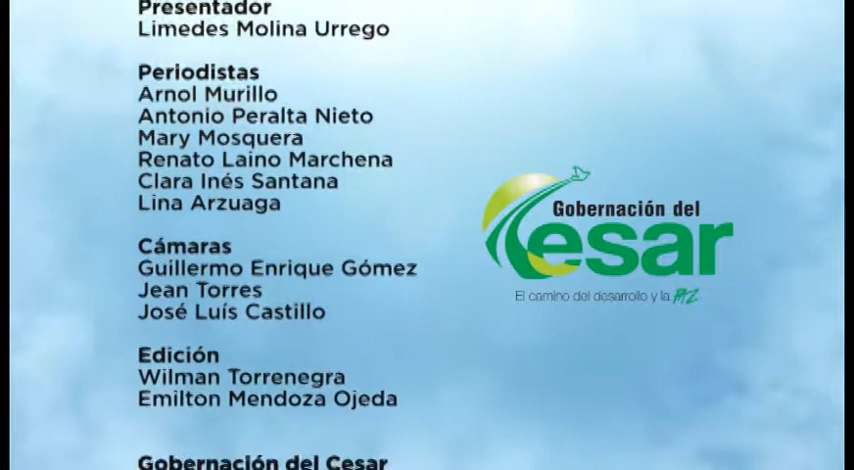 Presentador
Limedes Molina Urrego
Periodistas
Arnol Murillo
Antonio Peralta Nieto
Mary Mosquera
Renato Laino Marchena
Clara Inés Santana
Lina Arzuaga
Cámaras
Guillermo Enrique Gómez
Jean Torres
José Luís Castillo
Edición
Wilman Torrenegra
Emilton Mendoza Ojeda
Gobernación del Cesar
Gobernación del
Cesar
El camino del desarrollo y la PAZ